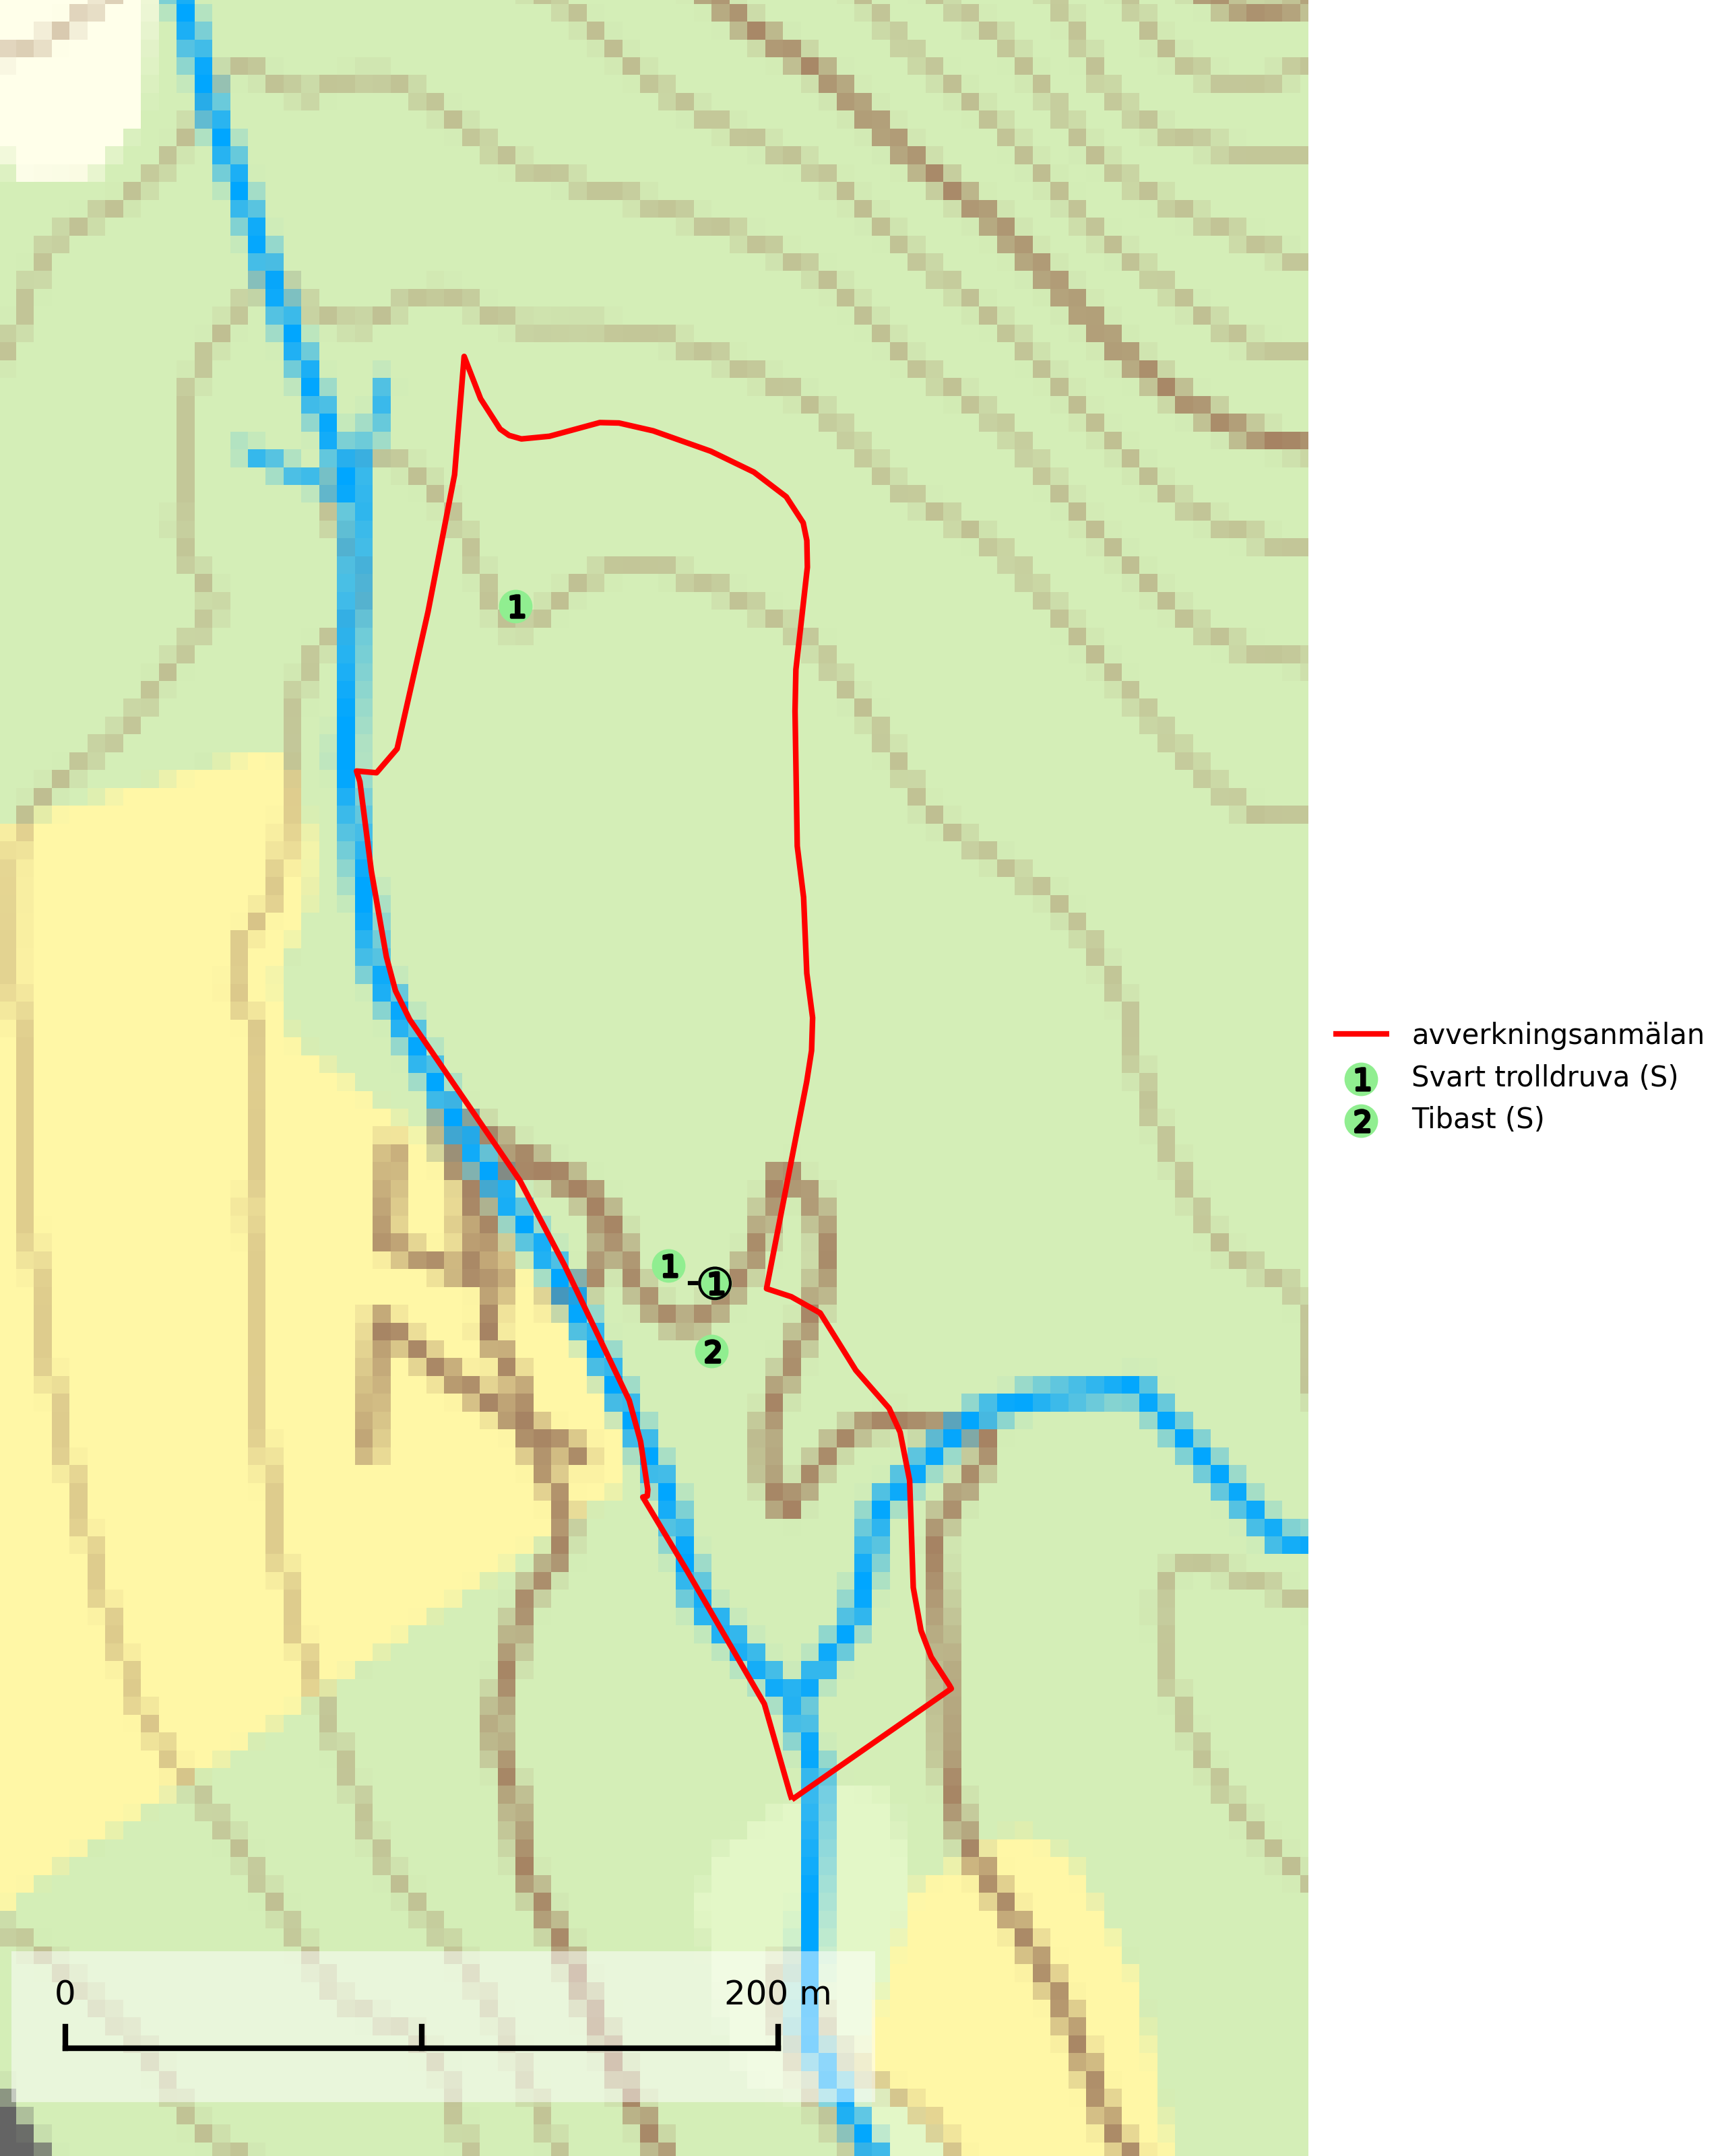 1
1
1
2
avverkningsanmälan
1 Svart trolldruva (S)
2 Tibast (S)
0 200 m